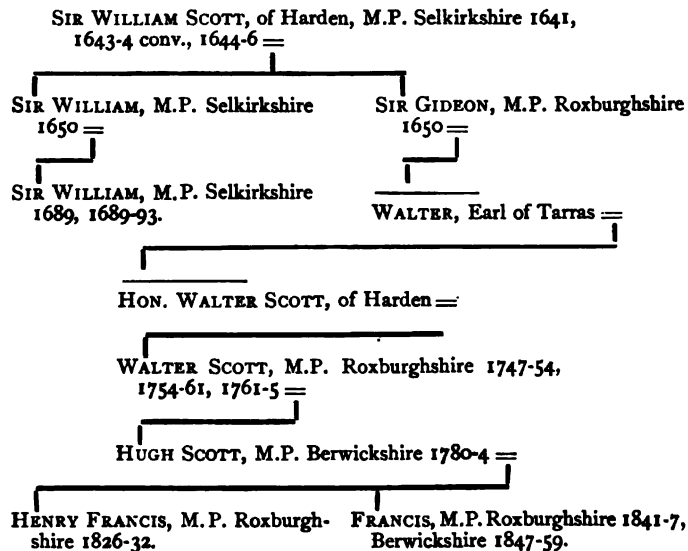 SIR WILLIAM SCOTT, of Harden, M.P. Selkirkshire 1641,
1643-4 conv., 1644-6 =
SIR WILLIAM, M.P. Selkirkshire
1650 =
SIR GIDEON, M.P. Roxburghshire
1650 =
SIR WILLIAM, M.P. Selkirkshire
1689, 1689-93.
WALTER, Earl of Tarras =
HON. WALTER SCOTT, of Harden =
WALTER SCOTT, M.P. Roxburghshire 1747-54,
1754-61, 1761-5 =
HUGH SCOTT, M.P. Berwickshire 1780-4 =
HENRY FRANCIS, M.P. Roxburgh-
shire 1826-32.
FRANCIS, M.P. Roxburghshire 1841-7,
Berwickshire 1847-59.